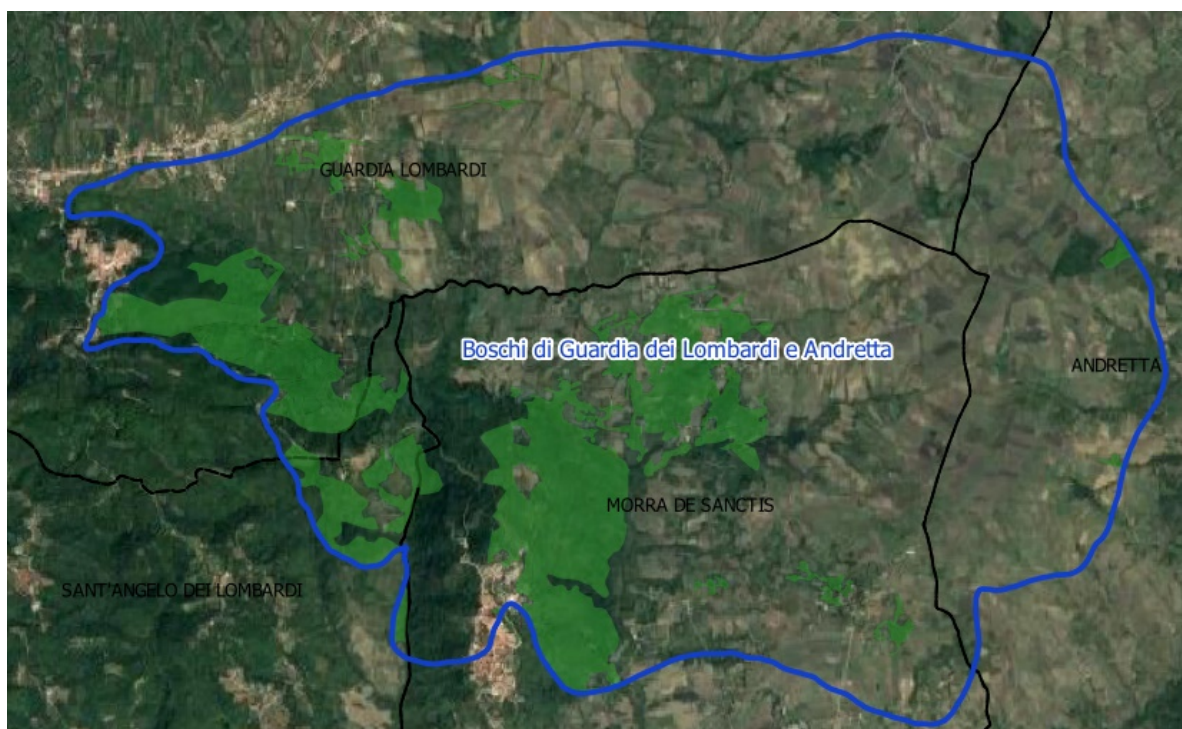 GUARDIA LOMBARDI
Boschi di Guardia dei Lombardi e Andretta
ANDRETTA
MORRA DE SANCTIS
SANT'ANGELO DEI LOMBARDI